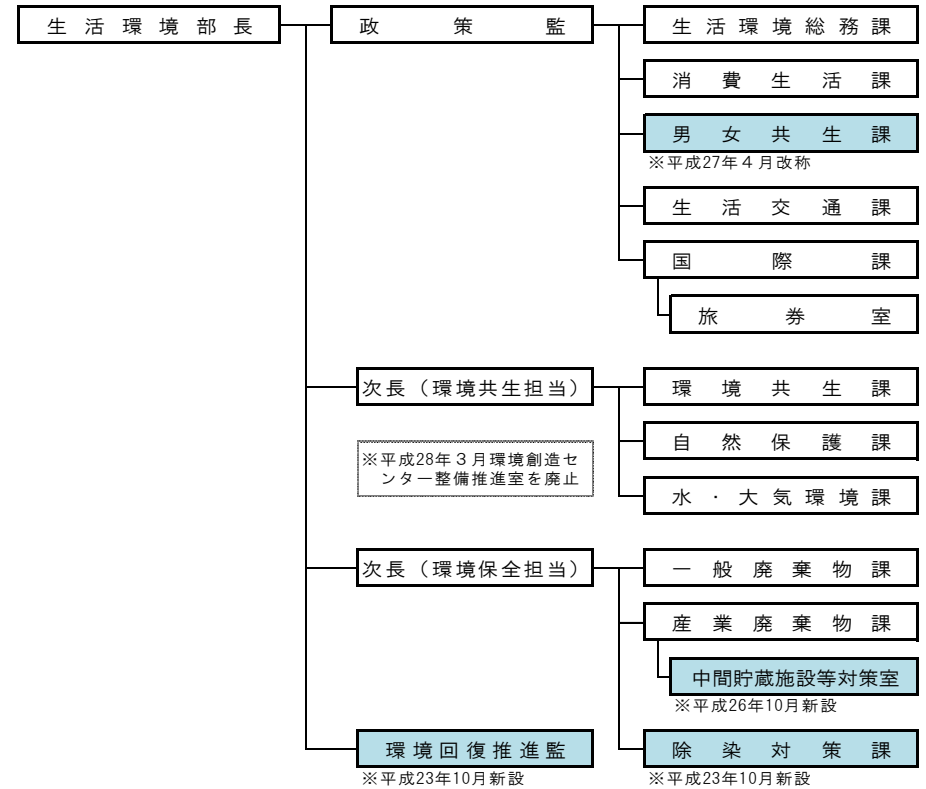 生活環境部長
政策監
生活環境総務課
消費生活課
男女共生課
※平成27年４月改称
生活交通課
国際課
旅券室
次長（環境共生担当）
※平成28年３月環境創造セ
ンター整備推進室を廃止
環境共生課
自然保護課
水・大気環境課
次長（環境保全担当）
一般廃棄物課
産業廃棄物課
中間貯蔵施設等対策室
※平成26年10月新設
環境回復推進監
※平成23年10月新設
除染対策課
※平成23年10月新設